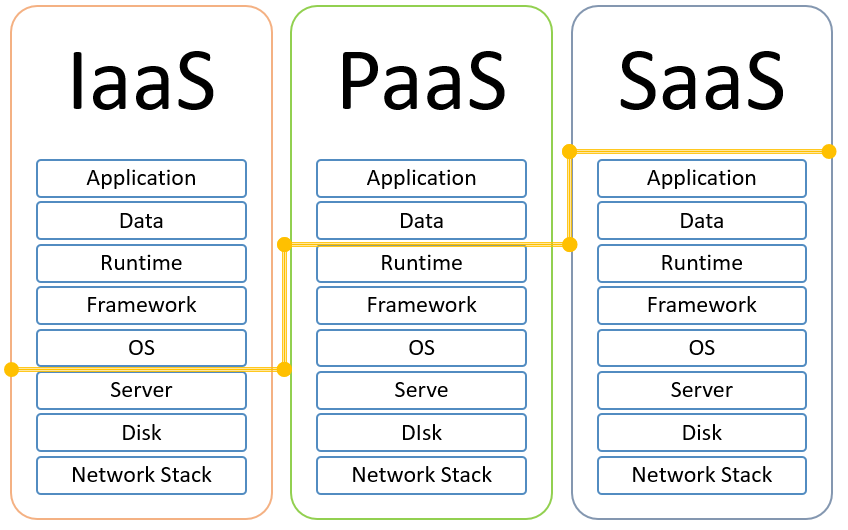 IaaS
Application
Data
Runtime
Framework
OS
Server
Disk
Network Stack
PaaS
Application
Data
Runtime
Framework
OS
Serve
DIsk
Network Stack
SaaS
Application
Data
Runtime
Framework
OS
Server
Disk
Network Stack